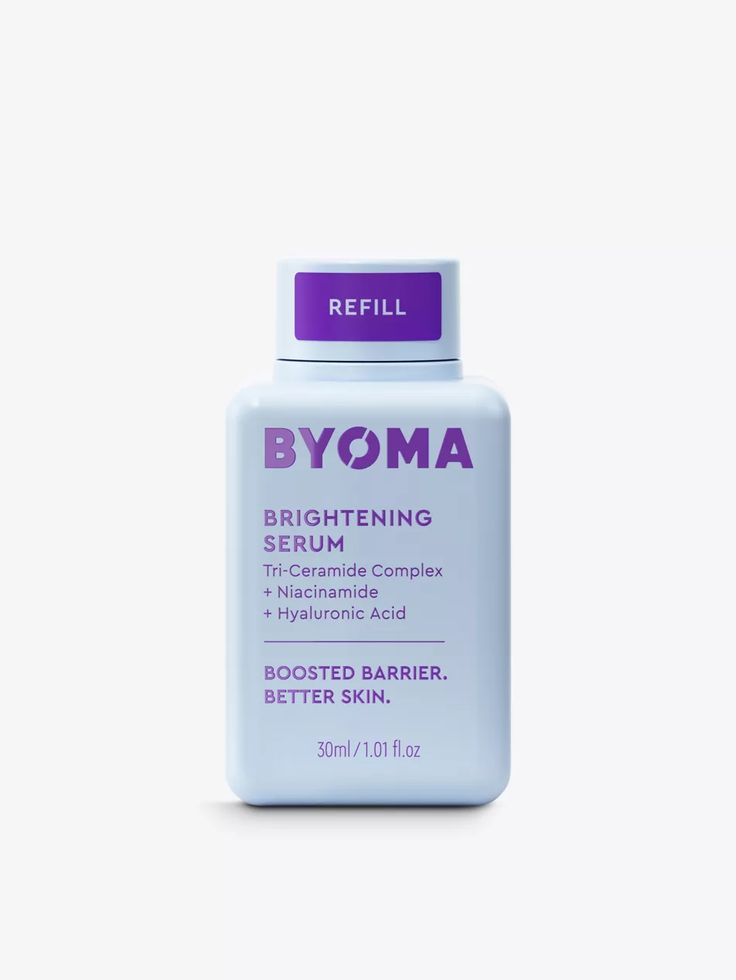 REFILL
BYOMA
BRIGHTENING
SERUM
Tri-Ceramide Complex
+ Niacinamide
+ Hyaluronic Acid
BOOSTED BARRIER.
BETTER SKIN.
30ml/1.01 fl.oz